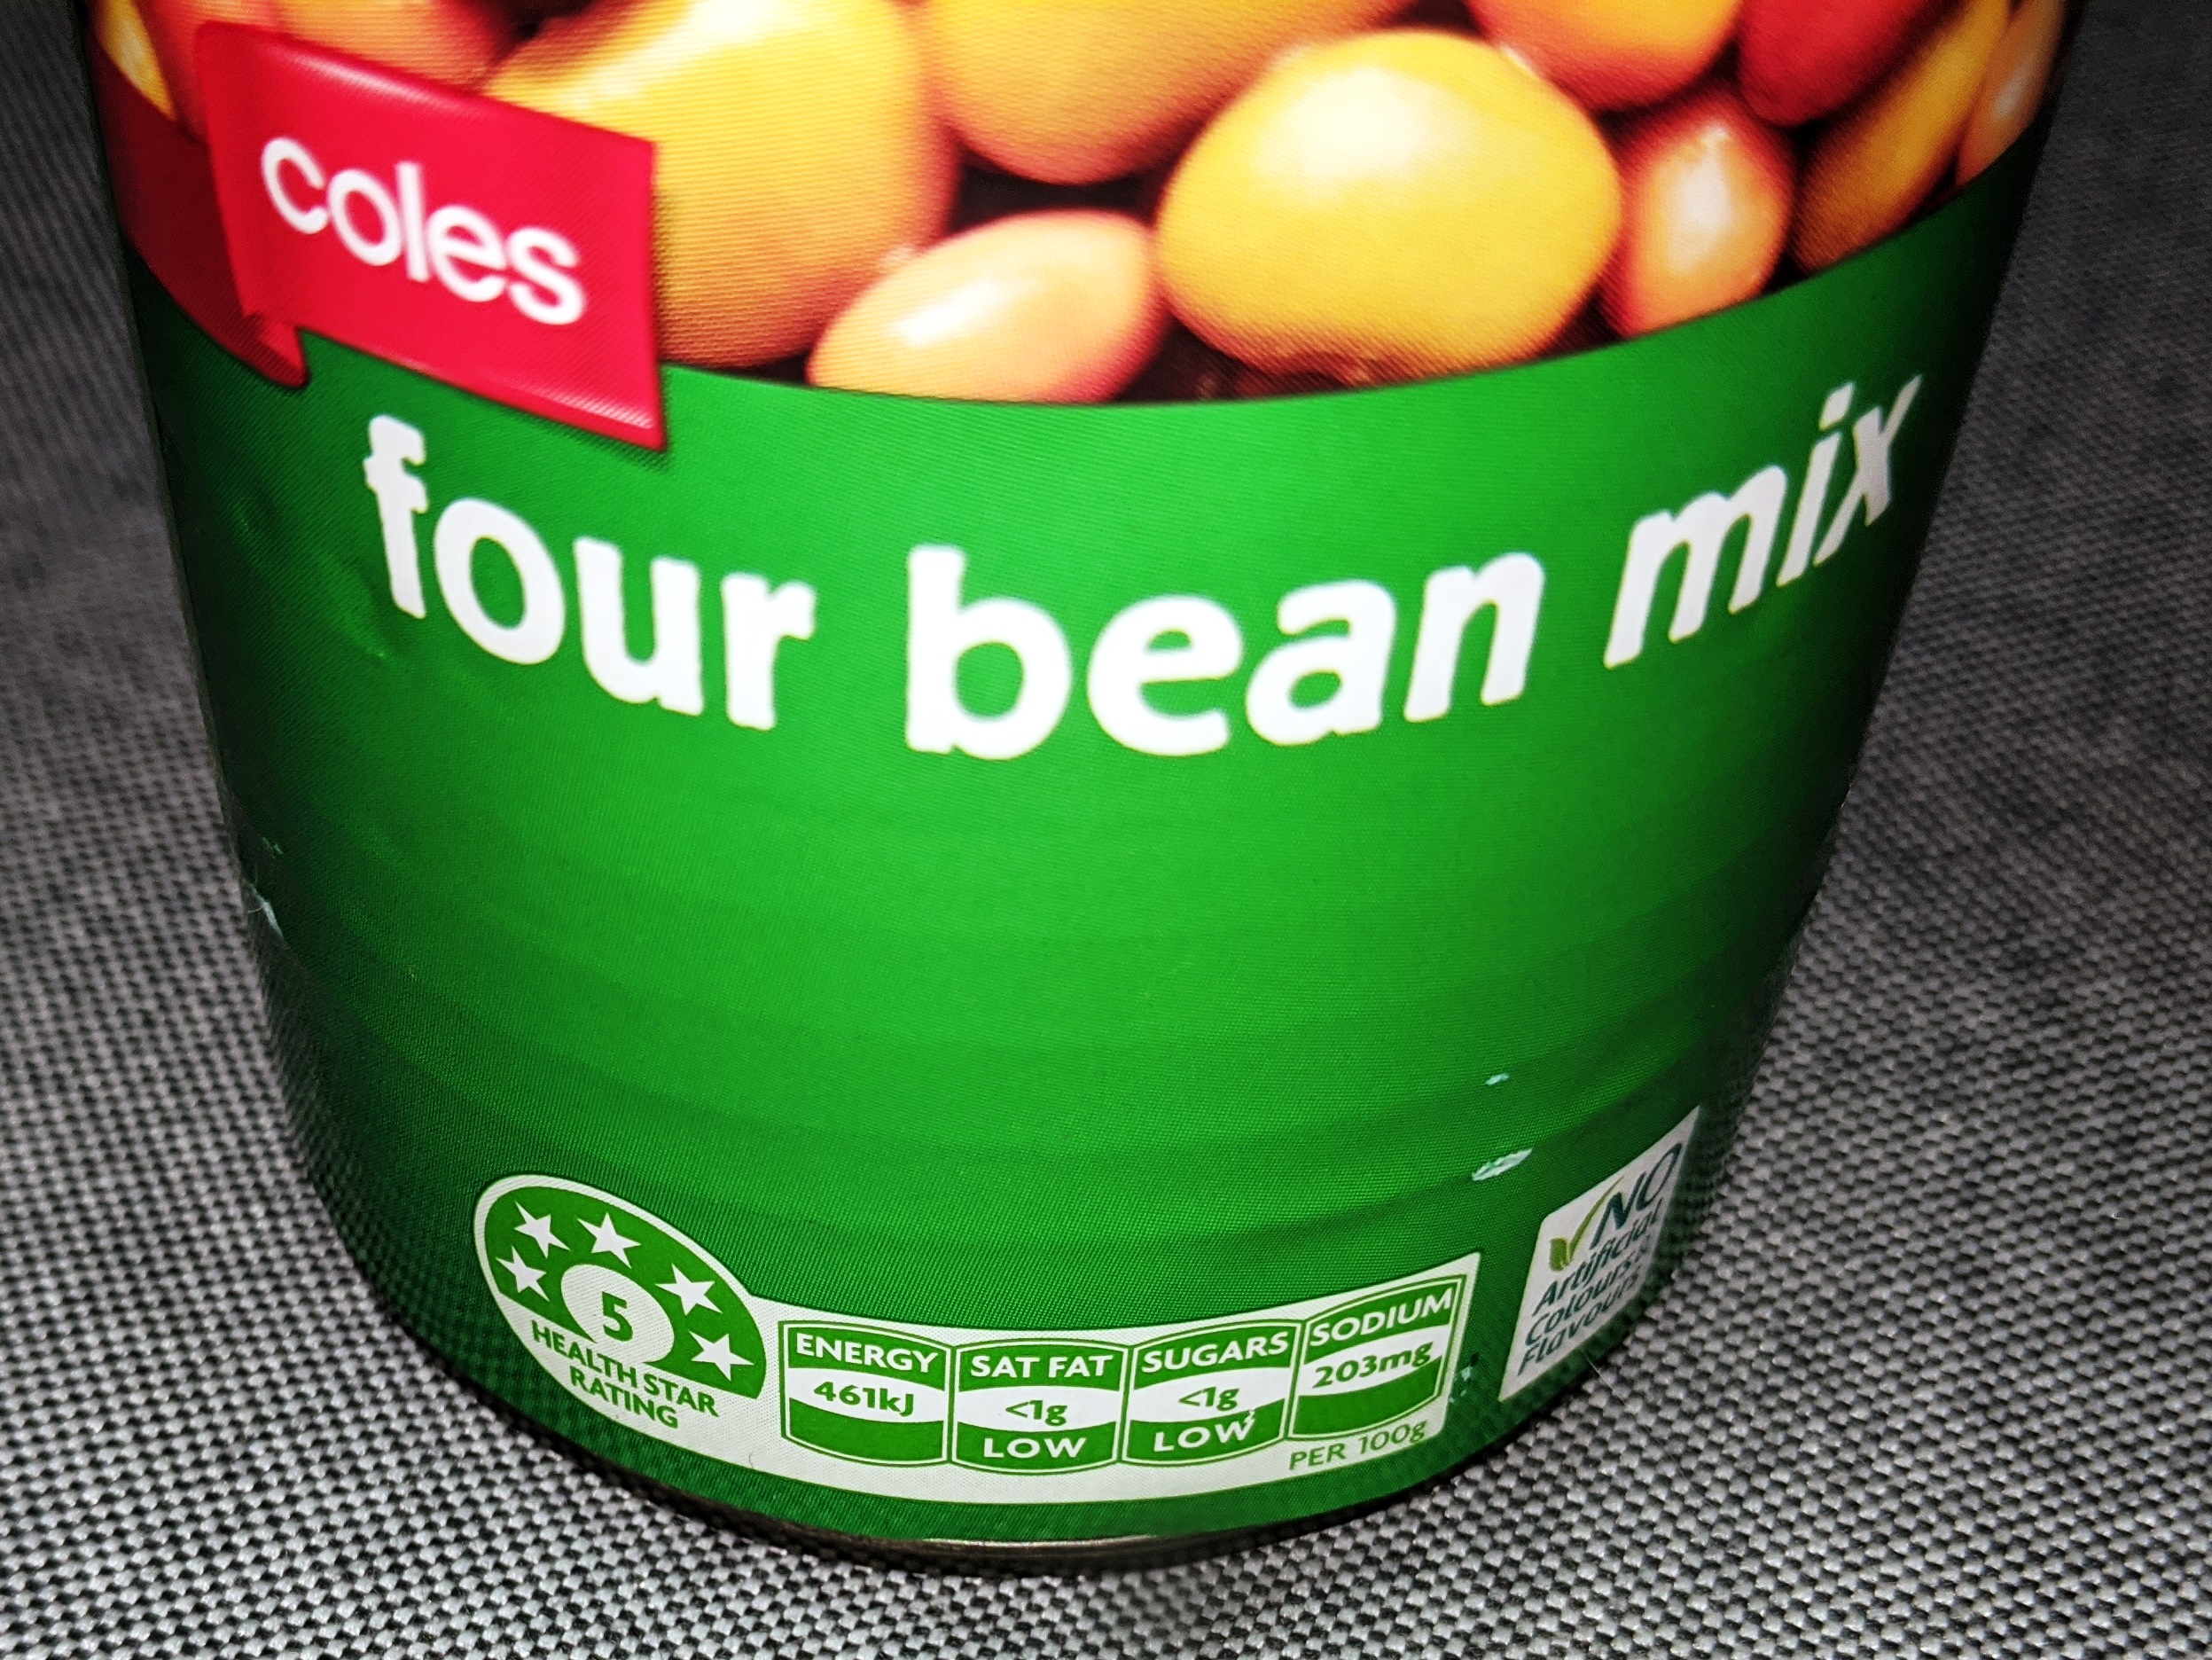 coles
four bean mix
5
HEALTH STAR
RATING
ENERGY
461kJ
SAT FAT
<1g
LOW
SUGARS
<1g
LOW
SODIUM
203mg
PER 100g
NO
Artificial
Colours &
Flavours